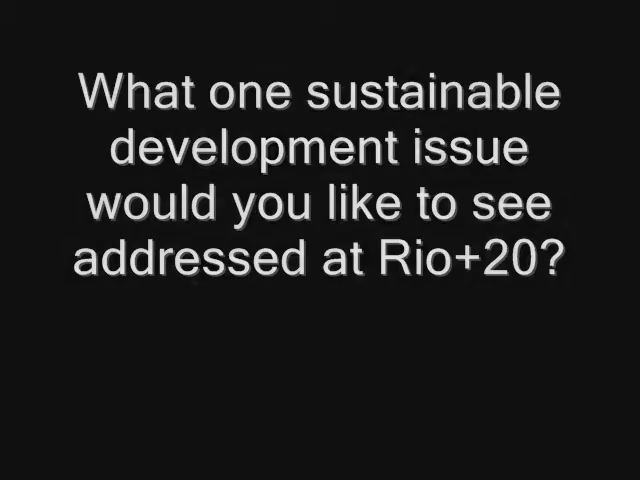 What one sustainable
development issue
would you like to see
addressed at Rio+20?